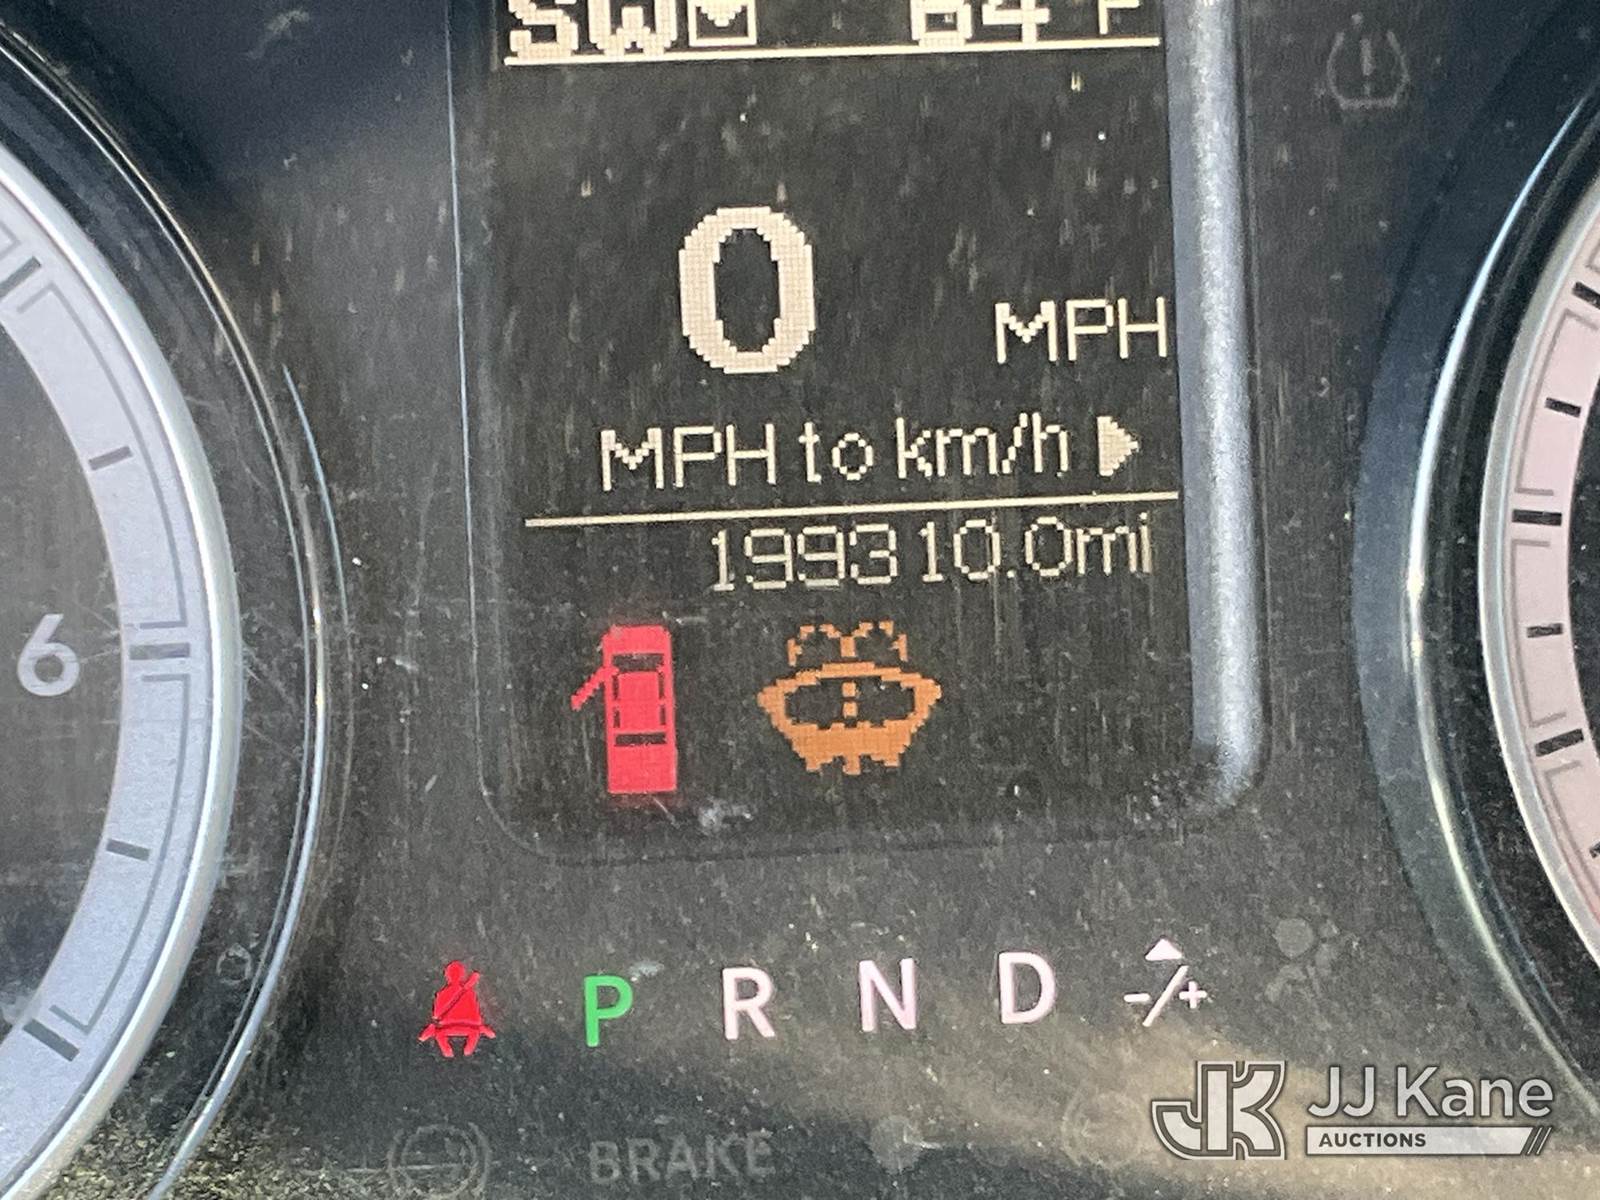 SW 64°F
0 MPH
MPH to km/h
199310.0mi
6
P R N D -/+
BRAKE
JJ Kane
AUCTIONS